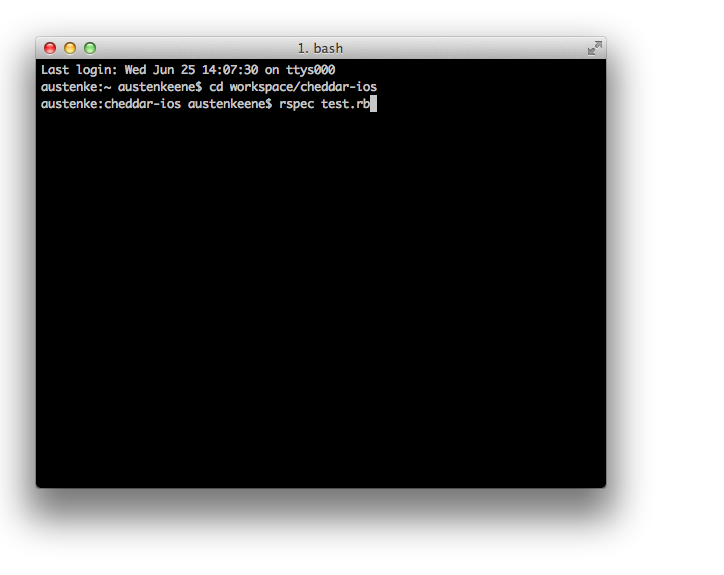 1. bash
Last login: Wed Jun 25 14:07:30 on ttys000
austenke:~ austenkeene$ cd workspace/cheddar-ios
austenke:cheddar-ios austenkeene$ rspec test.rb